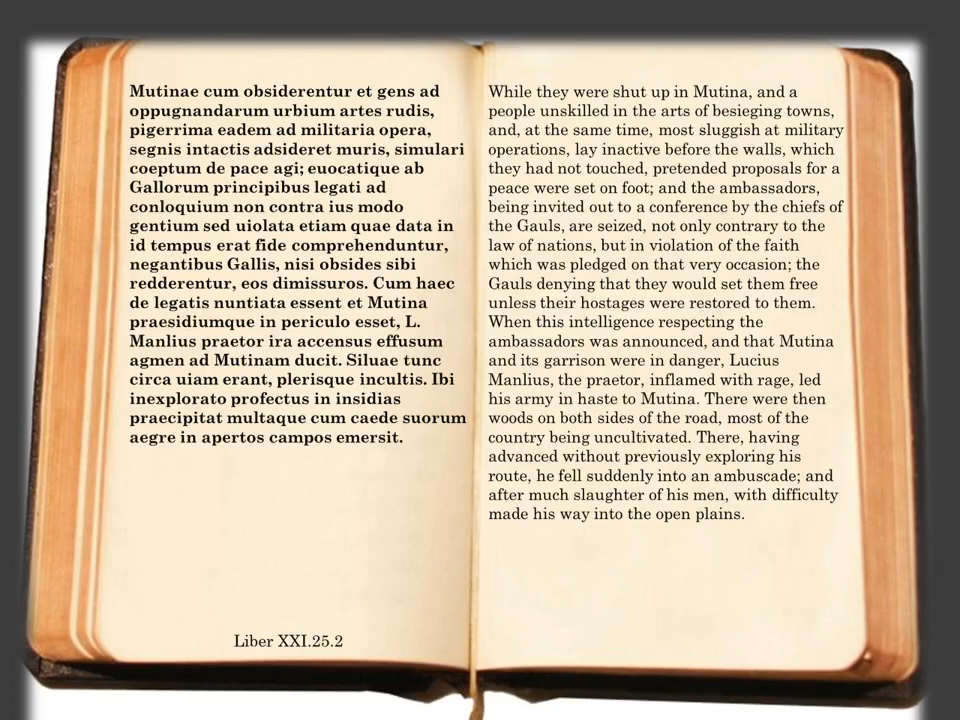 Mutinae cum obsiderentur et gens ad
oppugnandarum urbium artes rudis,
pigerrima eadem ad militaria opera,
segnis intactis adsideret muris, simulari
coeptum de pace agi; euocatique ab
Gallorum principibus legati ad
conloquium non contra ius modo
gentium sed uiolata etiam quae data in
id tempus erat fide comprehenduntur,
negantibus Gallis, nisi obsides sibi
redderentur, eos dimissuros. Cum haec
de legatis nuntiata essent et Mutina
praesidiumque in periculo esset, L.
Manlius praetor ira accensus effusum
agmen ad Mutinam ducit. Siluae tunc
circa uiam erant, plerisque incultis. Ibi
inexplorato profectus in insidias
praecipitat multaque cum caede suorum
aegre in apertos campos emersit.
Liber XXI.25.2
While they were shut up in Mutina, and a
people unskilled in the arts of besieging towns,
and, at the same time, most sluggish at military
operations, lay inactive before the walls, which
they had not touched, pretended proposals for a
peace were set on foot; and the ambassadors,
being invited out to a conference by the chiefs of
the Gauls, are seized, not only contrary to the
law of nations, but in violation of the faith
which was pledged on that very occasion; the
Gauls denying that they would set them free
unless their hostages were restored to them.
When this intelligence respecting the
ambassadors was announced, and that Mutina
and its garrison were in danger, Lucius
Manlius, the praetor, inflamed with rage, led
his army in haste to Mutina. There were then
woods on both sides of the road, most of the
country being uncultivated. There, having
advanced without previously exploring his
route, he fell suddenly into an ambuscade; and
after much slaughter of his men, with difficulty
made his way into the open plains.